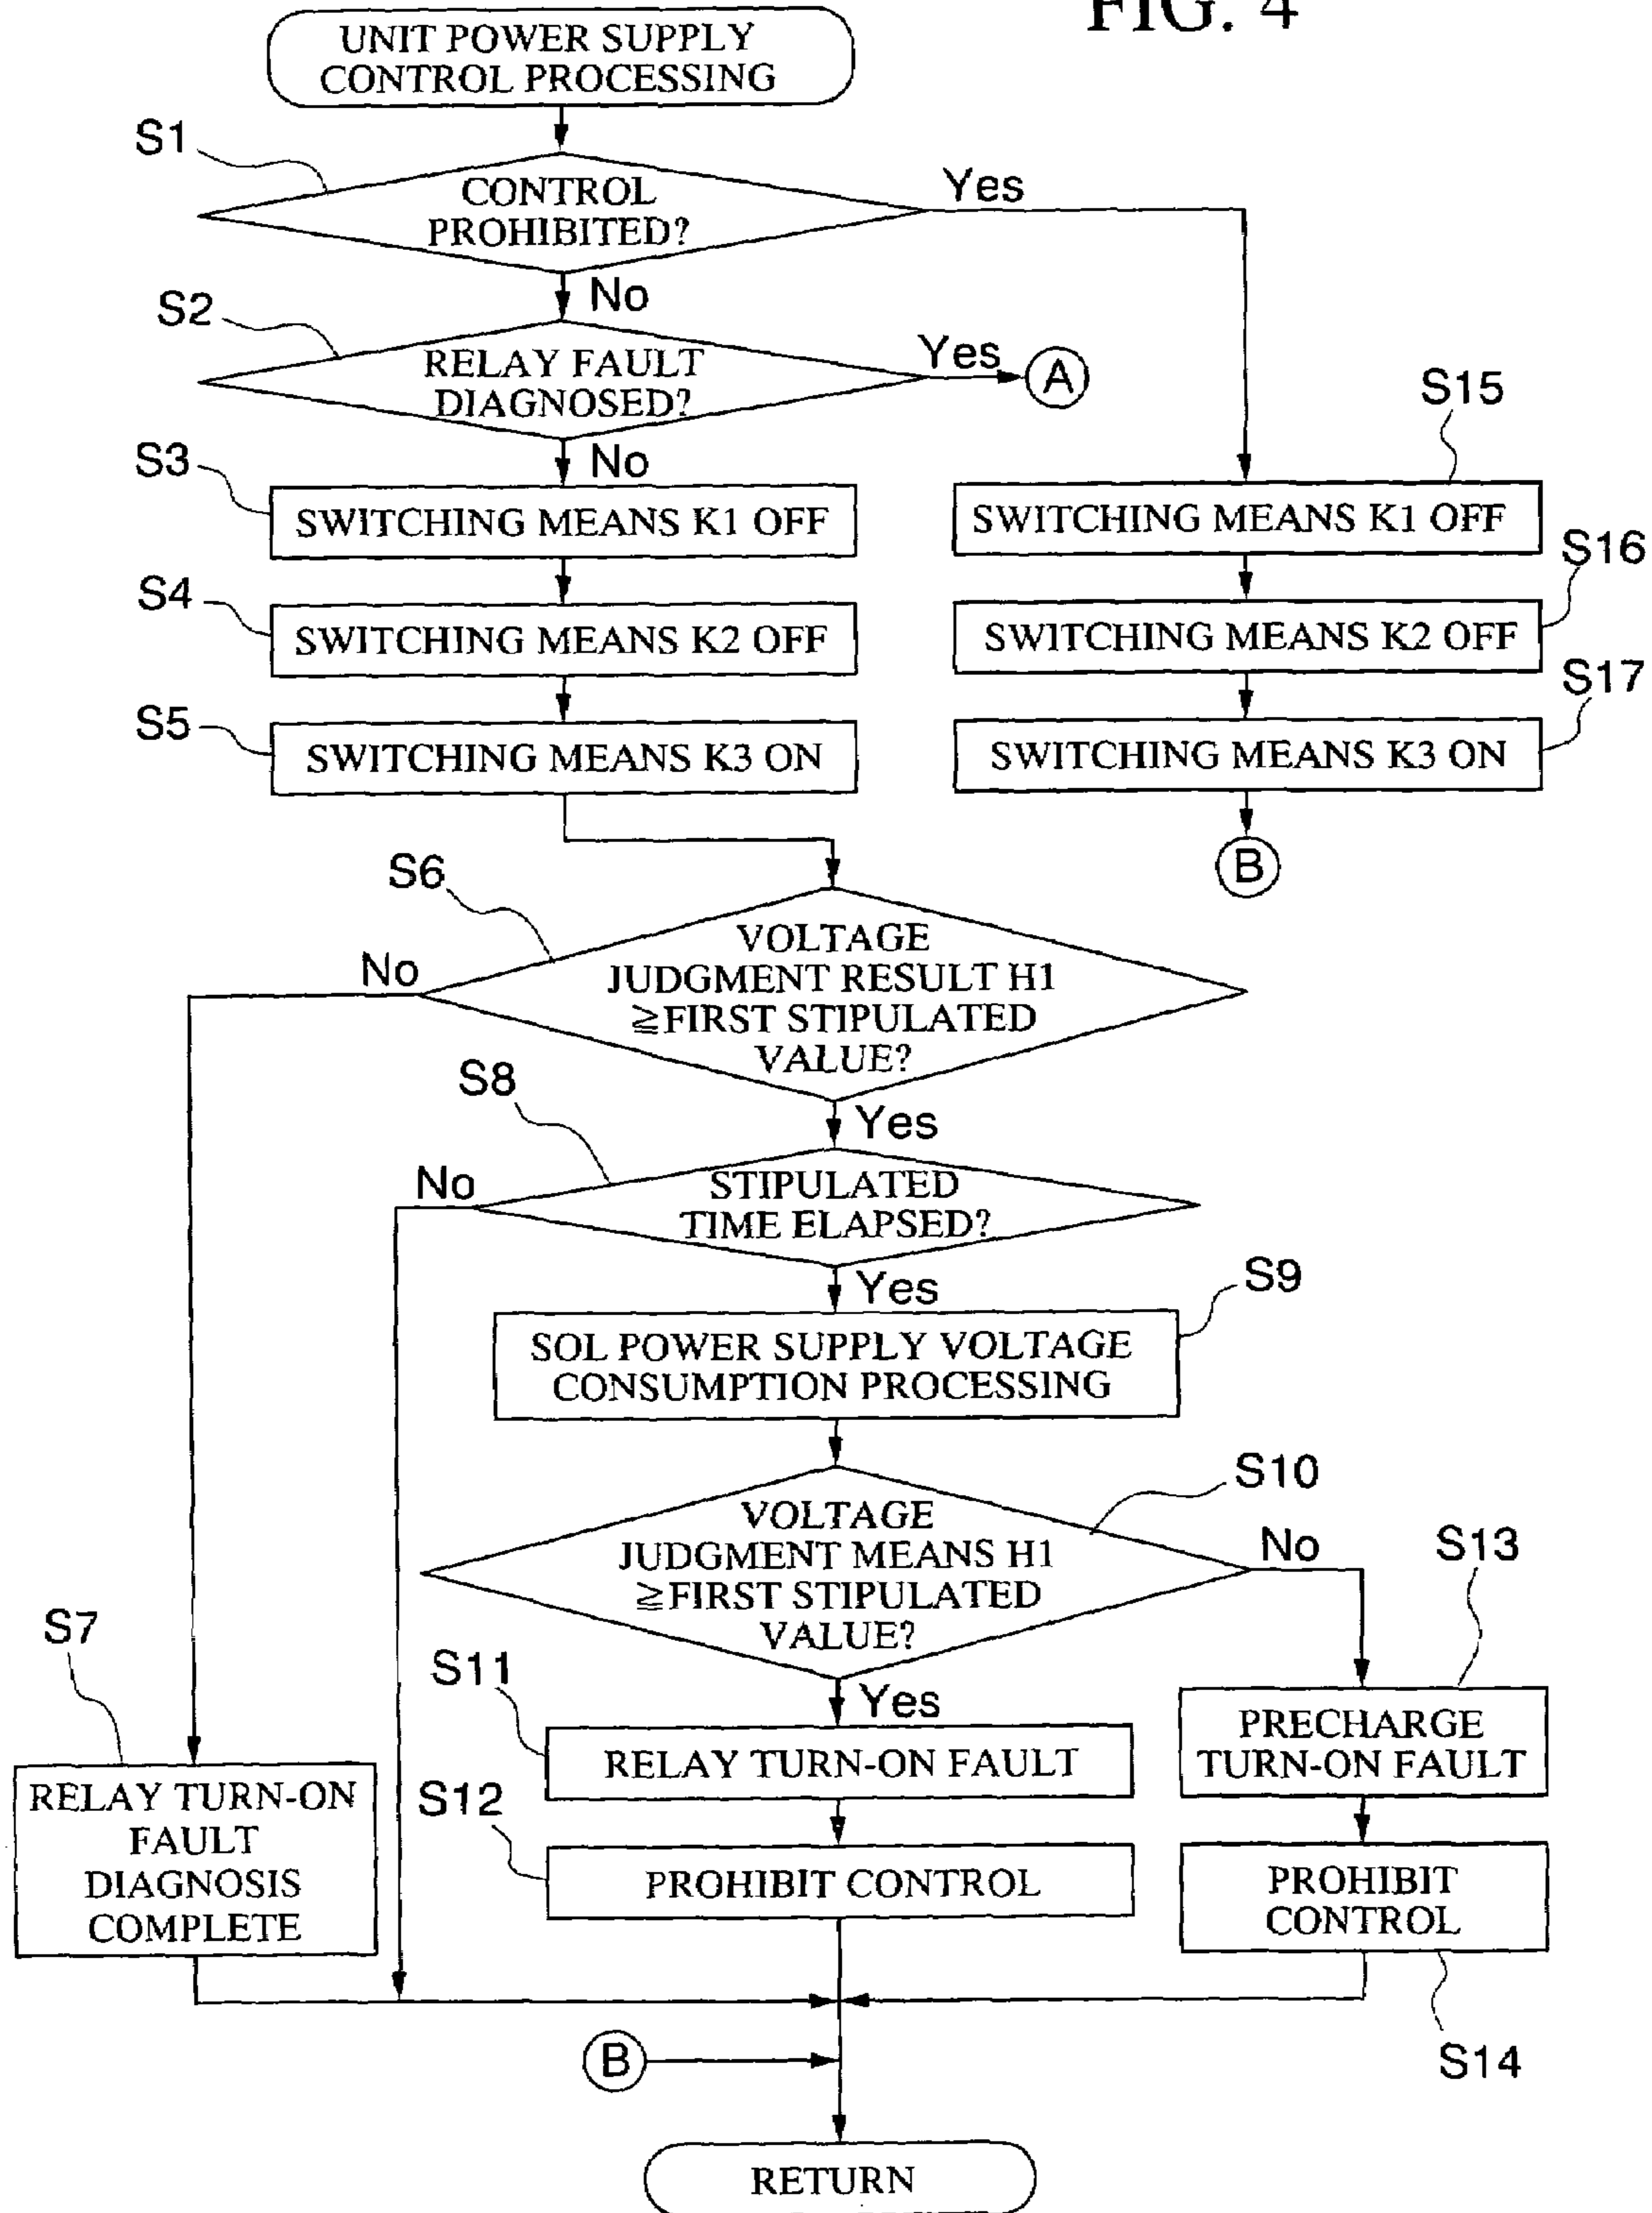 FIG. 4
UNIT POWER SUPPLY
CONTROL PROCESSING
S1
CONTROL
PROHIBITED?
Yes
No
S2
RELAY FAULT
DIAGNOSED?
Yes
A
No
S3
SWITCHING MEANS K1 OFF
S15
SWITCHING MEANS K1 OFF
S4
SWITCHING MEANS K2 OFF
S16
SWITCHING MEANS K2 OFF
S5
SWITCHING MEANS K3 ON
S17
SWITCHING MEANS K3 ON
B
S6
VOLTAGE
JUDGMENT RESULT H1
≧FIRST STIPULATED
VALUE?
No
Yes
S8
STIPULATED
TIME ELAPSED?
No
Yes
S9
SOL POWER SUPPLY VOLTAGE
CONSUMPTION PROCESSING
S10
VOLTAGE
JUDGMENT MEANS H1
≧FIRST STIPULATED
VALUE?
No
Yes
S7
RELAY TURN-ON
FAULT
DIAGNOSIS
COMPLETE
S11
RELAY TURN-ON FAULT
S12
PROHIBIT CONTROL
S13
PRECHARGE
TURN-ON FAULT
PROHIBIT
CONTROL
S14
B
RETURN